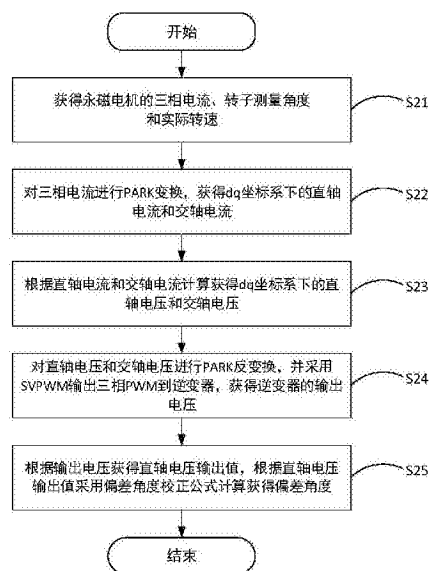 开始
获得永磁电机的三相电流、转子测量角度
和实际转速
S21
对三相电流进行PARK变换，获得dq坐标系下的直轴
电流和交轴电流
S22
根据直轴电流和交轴电流计算获得dq坐标系下的直
轴电压和交轴电压
S23
对直轴电压和交轴电压进行PARK反变换，并采用
SVPWM输出三相PWM到逆变器，获得逆变器的输出
电压
S24
根据输出电压获得直轴电压输出值，根据直轴电压
输出值采用偏差角度校正公式计算获得偏差角度
S25
结束